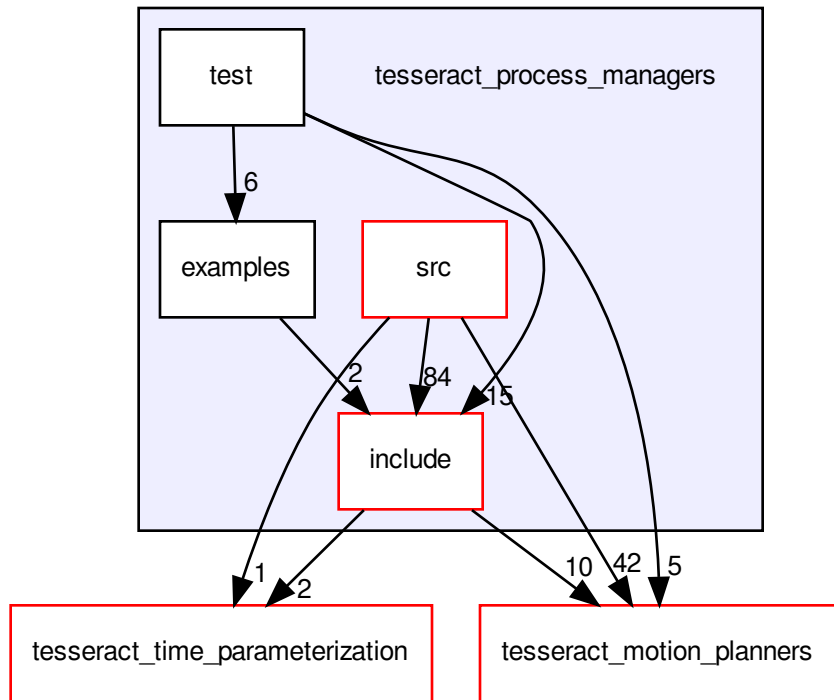 test
tesseract_process_managers
6
examples
src
2
84
15
include
1
2
10
42
5
tesseract_time_parameterization
tesseract_motion_planners